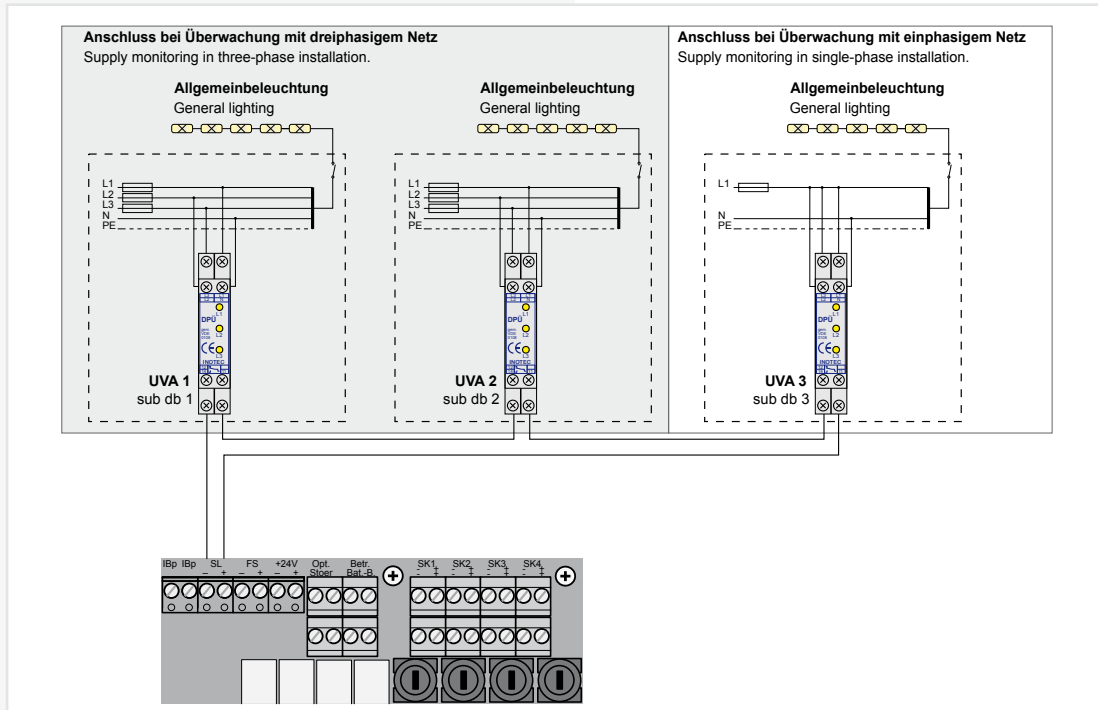 Anschluss bei Überwachung mit dreiphasigem Netz
Supply monitoring in three-phase installation.
Anschluss bei Überwachung mit einphasigem Netz
Supply monitoring in single-phase installation.
Allgemeinbeleuchtung
General lighting
Allgemeinbeleuchtung
General lighting
Allgemeinbeleuchtung
General lighting
L1
L2
L3
N
PE
L1
L2
L3
N
PE
L1
N
PE
L1
DPÜ
L2
L3
CE
INOTEC
UVA 1
sub db 1
L1
DPÜ
L2
L3
CE
INOTEC
UVA 2
sub db 2
L1
DPÜ
L2
L3
CE
INOTEC
UVA 3
sub db 3
IBp IBp SL FS +24V Opt. Betr. SK1 SK2 SK3 SK4
– + – + – + Stoer Bat.-B. - + - + - + - +